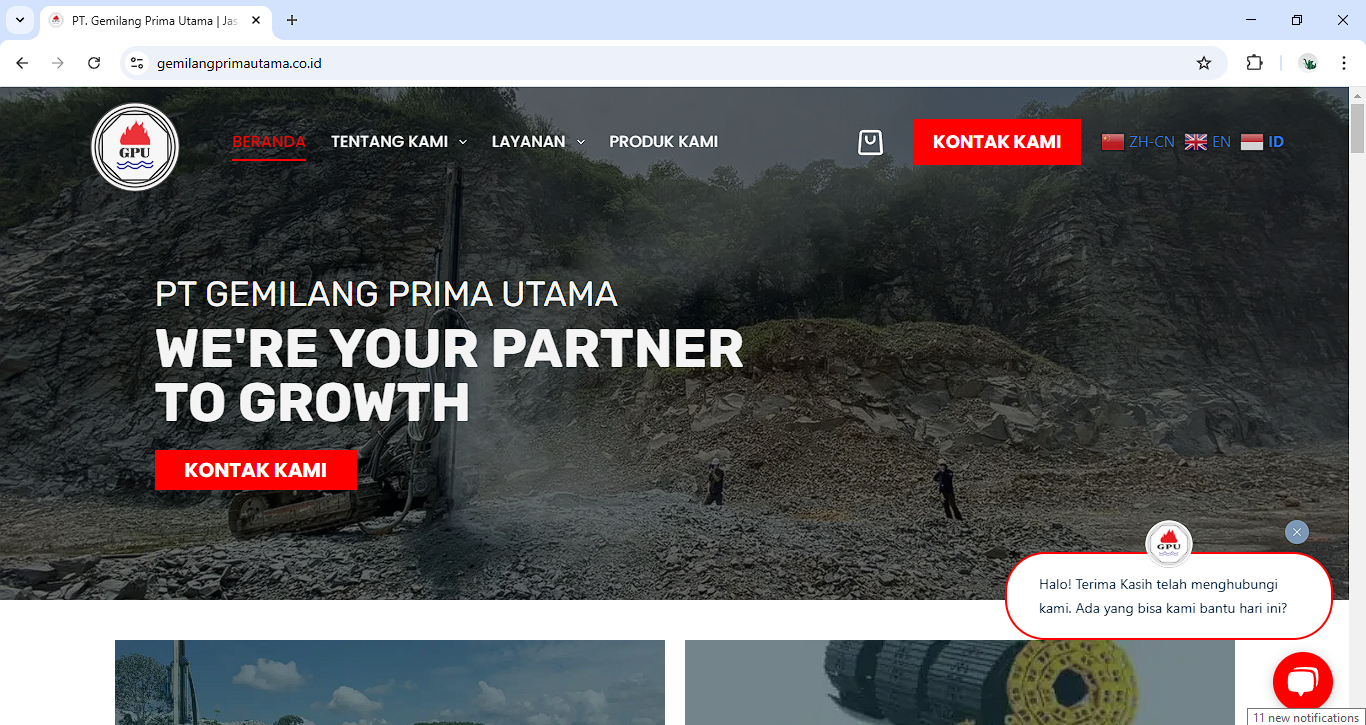 PT. Gemilang Prima Utama | Jas
gemilangprimautama.co.id
GPU
BERANDA
TENTANG KAMI
LAYANAN
PRODUK KAMI
KONTAK KAMI
ZH-CN
EN
ID
PT GEMILANG PRIMA UTAMA
WE'RE YOUR PARTNER
TO GROWTH
KONTAK KAMI
GPU
Halo! Terima Kasih telah menghubungi
kami. Ada yang bisa kami bantu hari ini?
11 new notifications